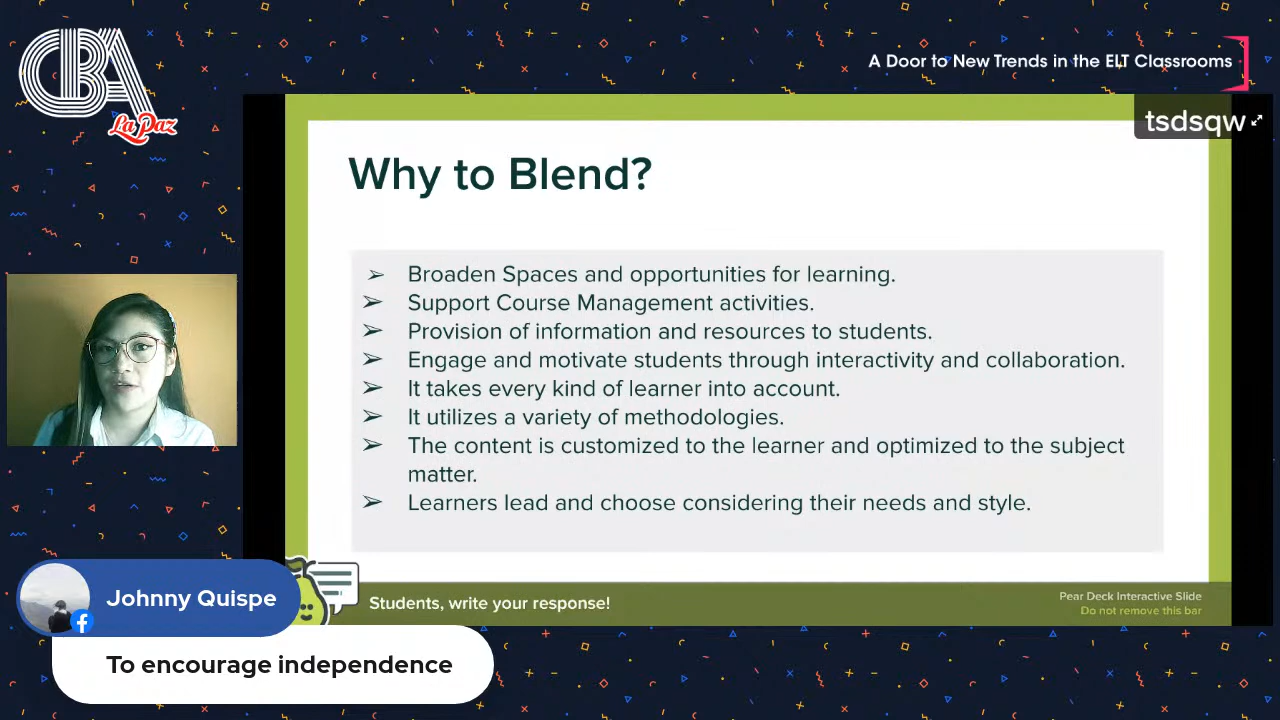 CBA
La Paz
A Door to New Trends in the ELT Classrooms
tsdsqw
Why to Blend?
➢ Broaden Spaces and opportunities for learning.
➢ Support Course Management activities.
➢ Provision of information and resources to students.
➢ Engage and motivate students through interactivity and collaboration.
➢ It takes every kind of learner into account.
➢ It utilizes a variety of methodologies.
➢ The content is customized to the learner and optimized to the subject
matter.
➢ Learners lead and choose considering their needs and style.
Students, write your response!
Pear Deck Interactive Slide
Do not remove this bar
Johnny Quispe
To encourage independence